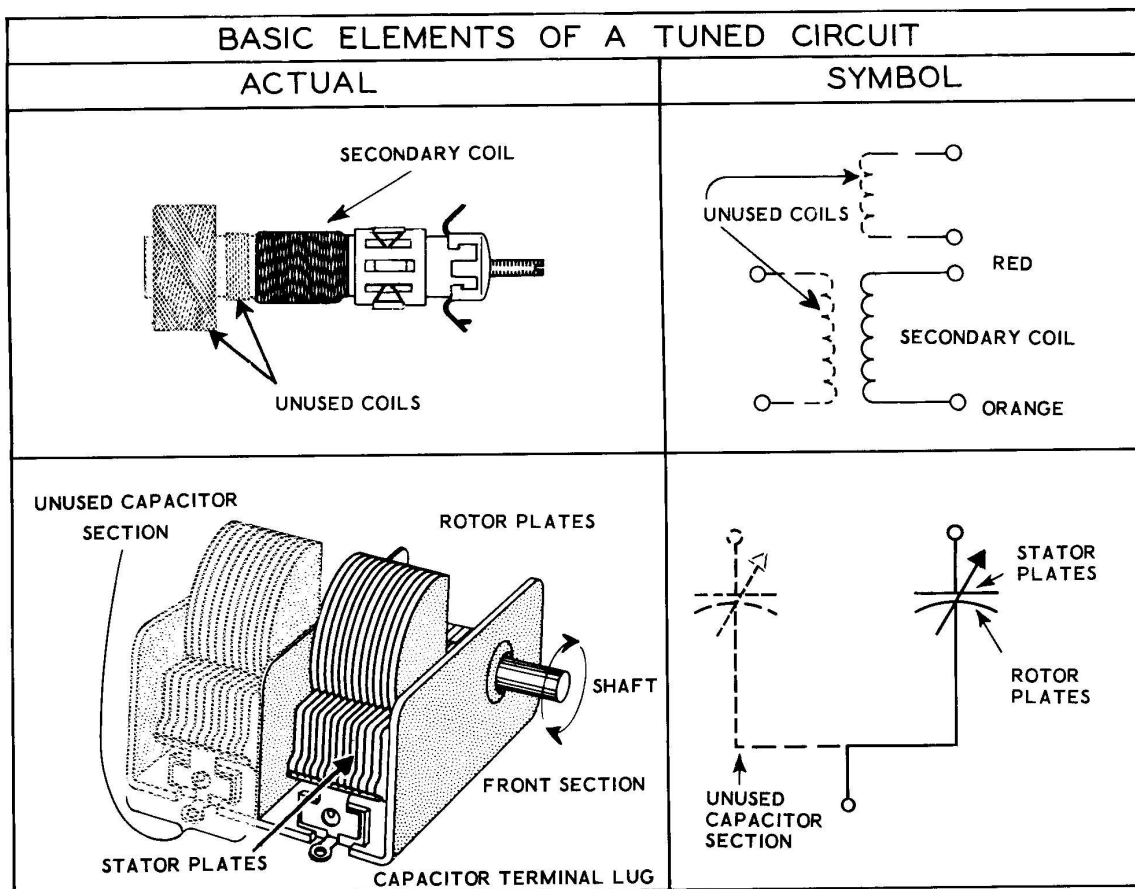 BASIC ELEMENTS OF A TUNED CIRCUIT
ACTUAL
SYMBOL
SECONDARY COIL
UNUSED COILS
UNUSED COILS
RED
SECONDARY COIL
ORANGE
UNUSED CAPACITOR
SECTION
ROTOR PLATES
SHAFT
FRONT SECTION
STATOR PLATES
CAPACITOR TERMINAL LUG
STATOR
PLATES
ROTOR
PLATES
UNUSED
CAPACITOR
SECTION